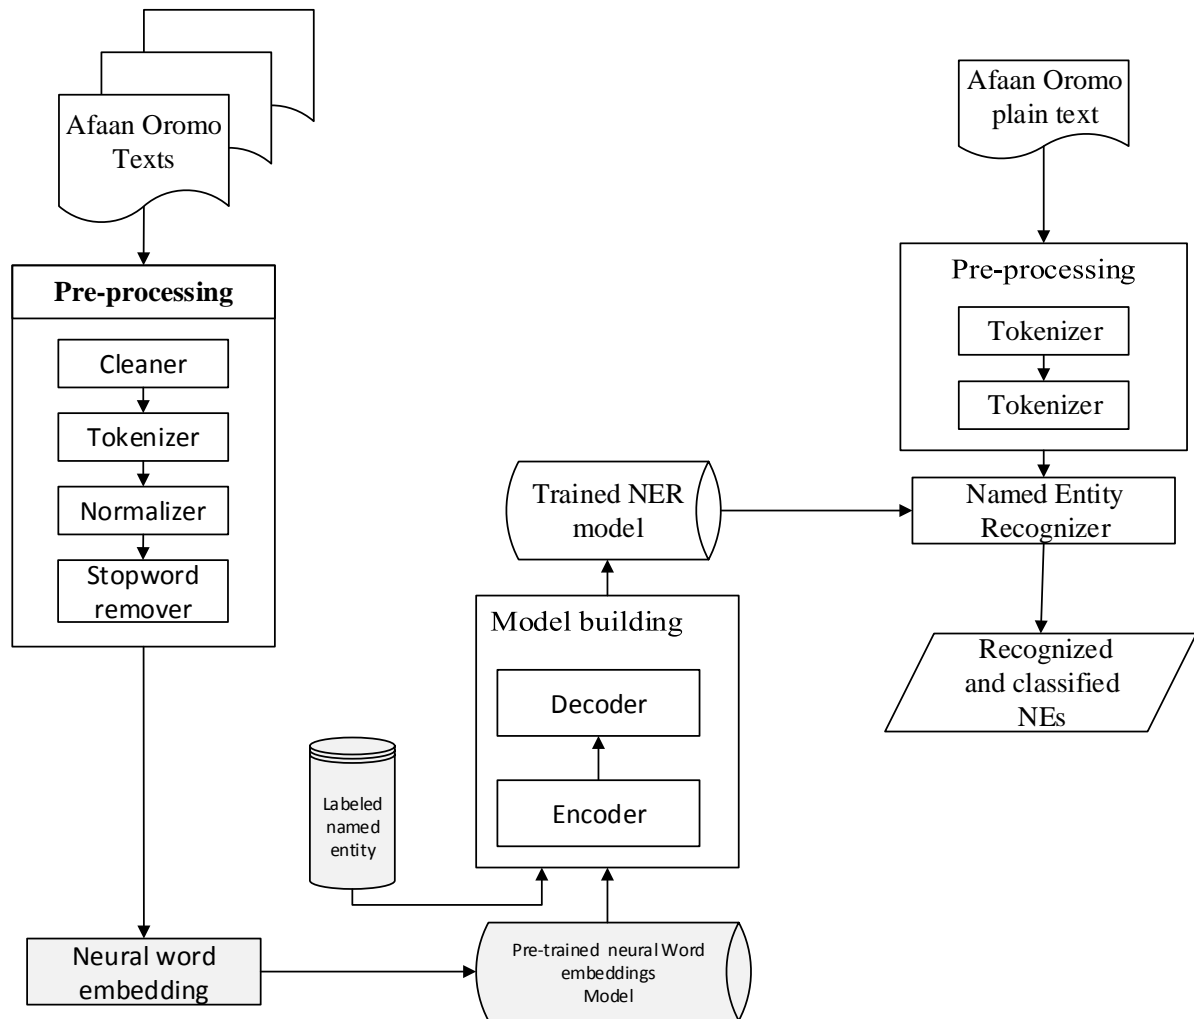 Afaan Oromo
Texts
Pre-processing
Cleaner
Tokenizer
Normalizer
Stopword
remover
Neural word
embedding
Labeled
named
entity
Pre-trained neural Word
embeddings
Model
Model building
Decoder
Encoder
Trained NER
model
Afaan Oromo
plain text
Pre-processing
Tokenizer
Tokenizer
Named Entity
Recognizer
Recognized
and classified
NEs